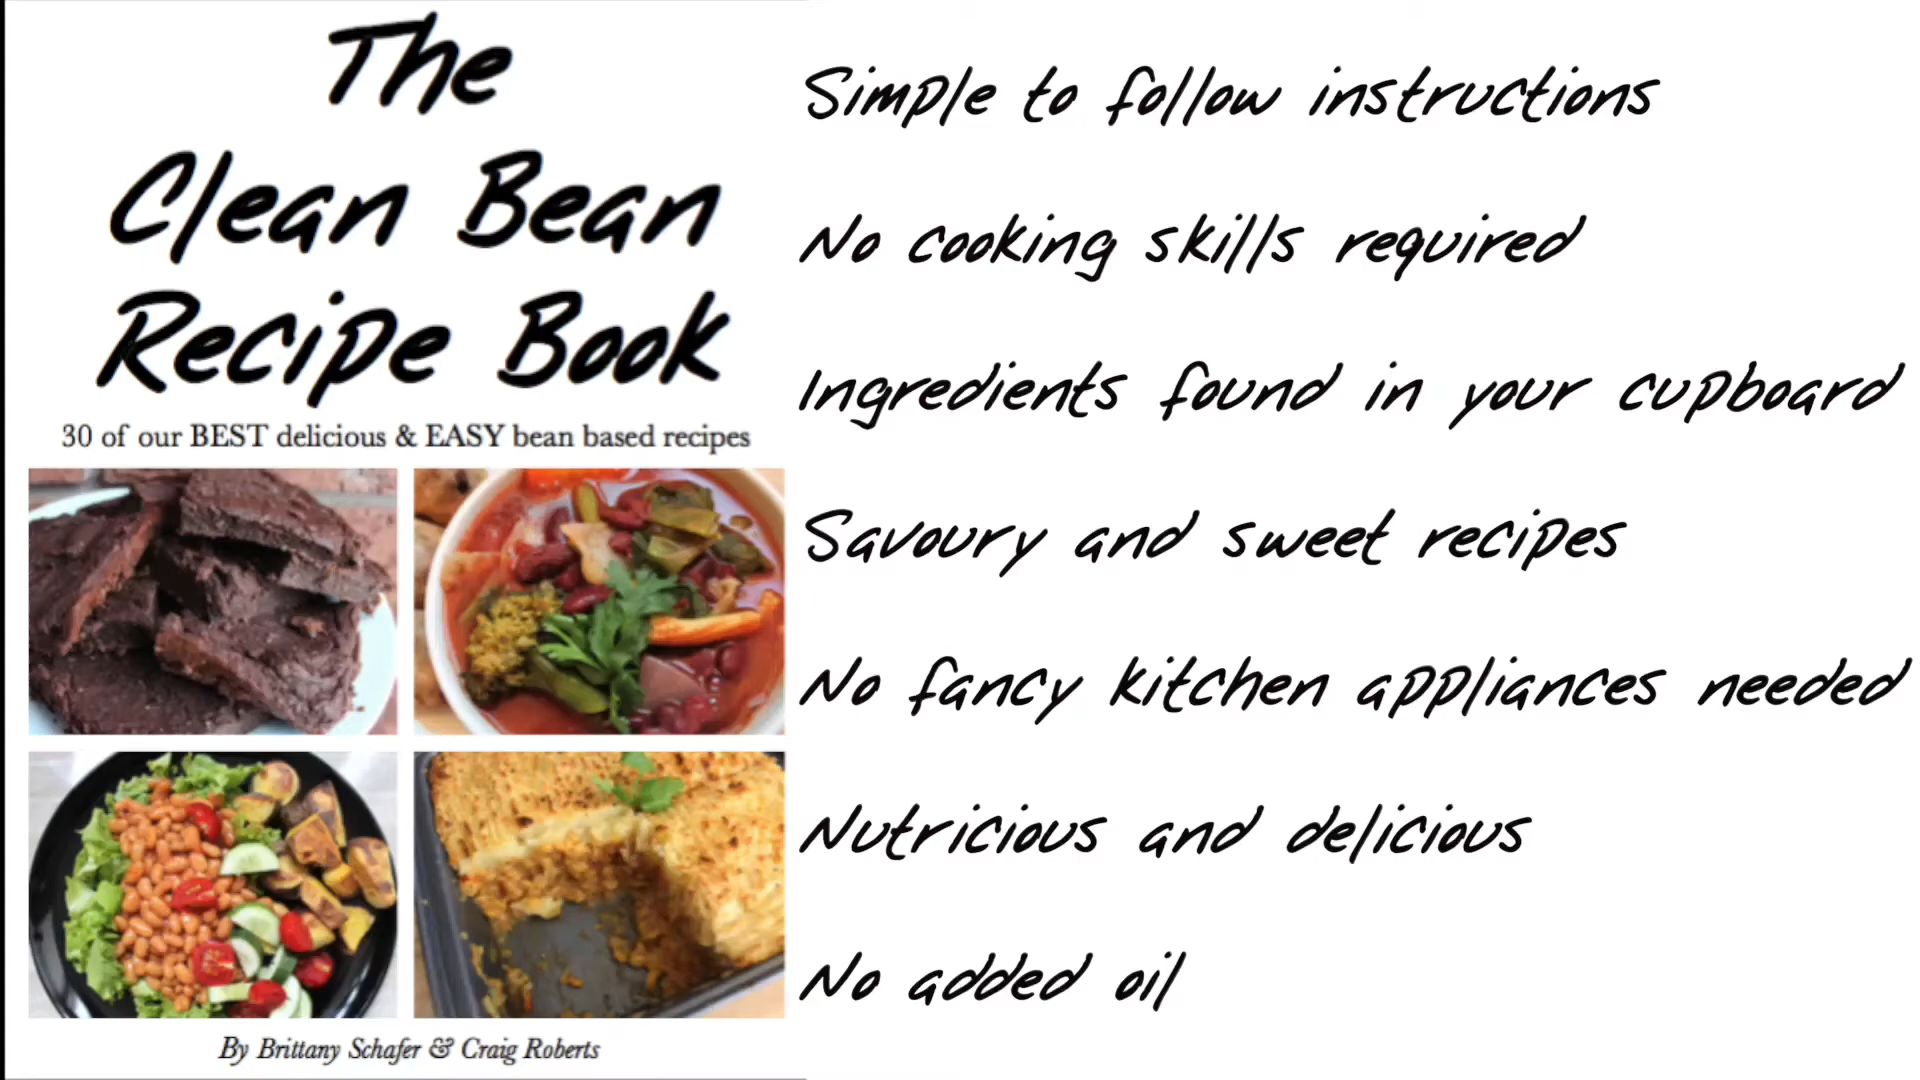 The
Clean Bean
Recipe Book
30 of our BEST delicious & EASY bean based recipes
By Brittany Schafer & Craig Roberts
Simple to follow instructions
No cooking skills required
Ingredients found in your cupboard
Savoury and sweet recipes
No fancy kitchen appliances needed
Nutricious and delicious
No added oil